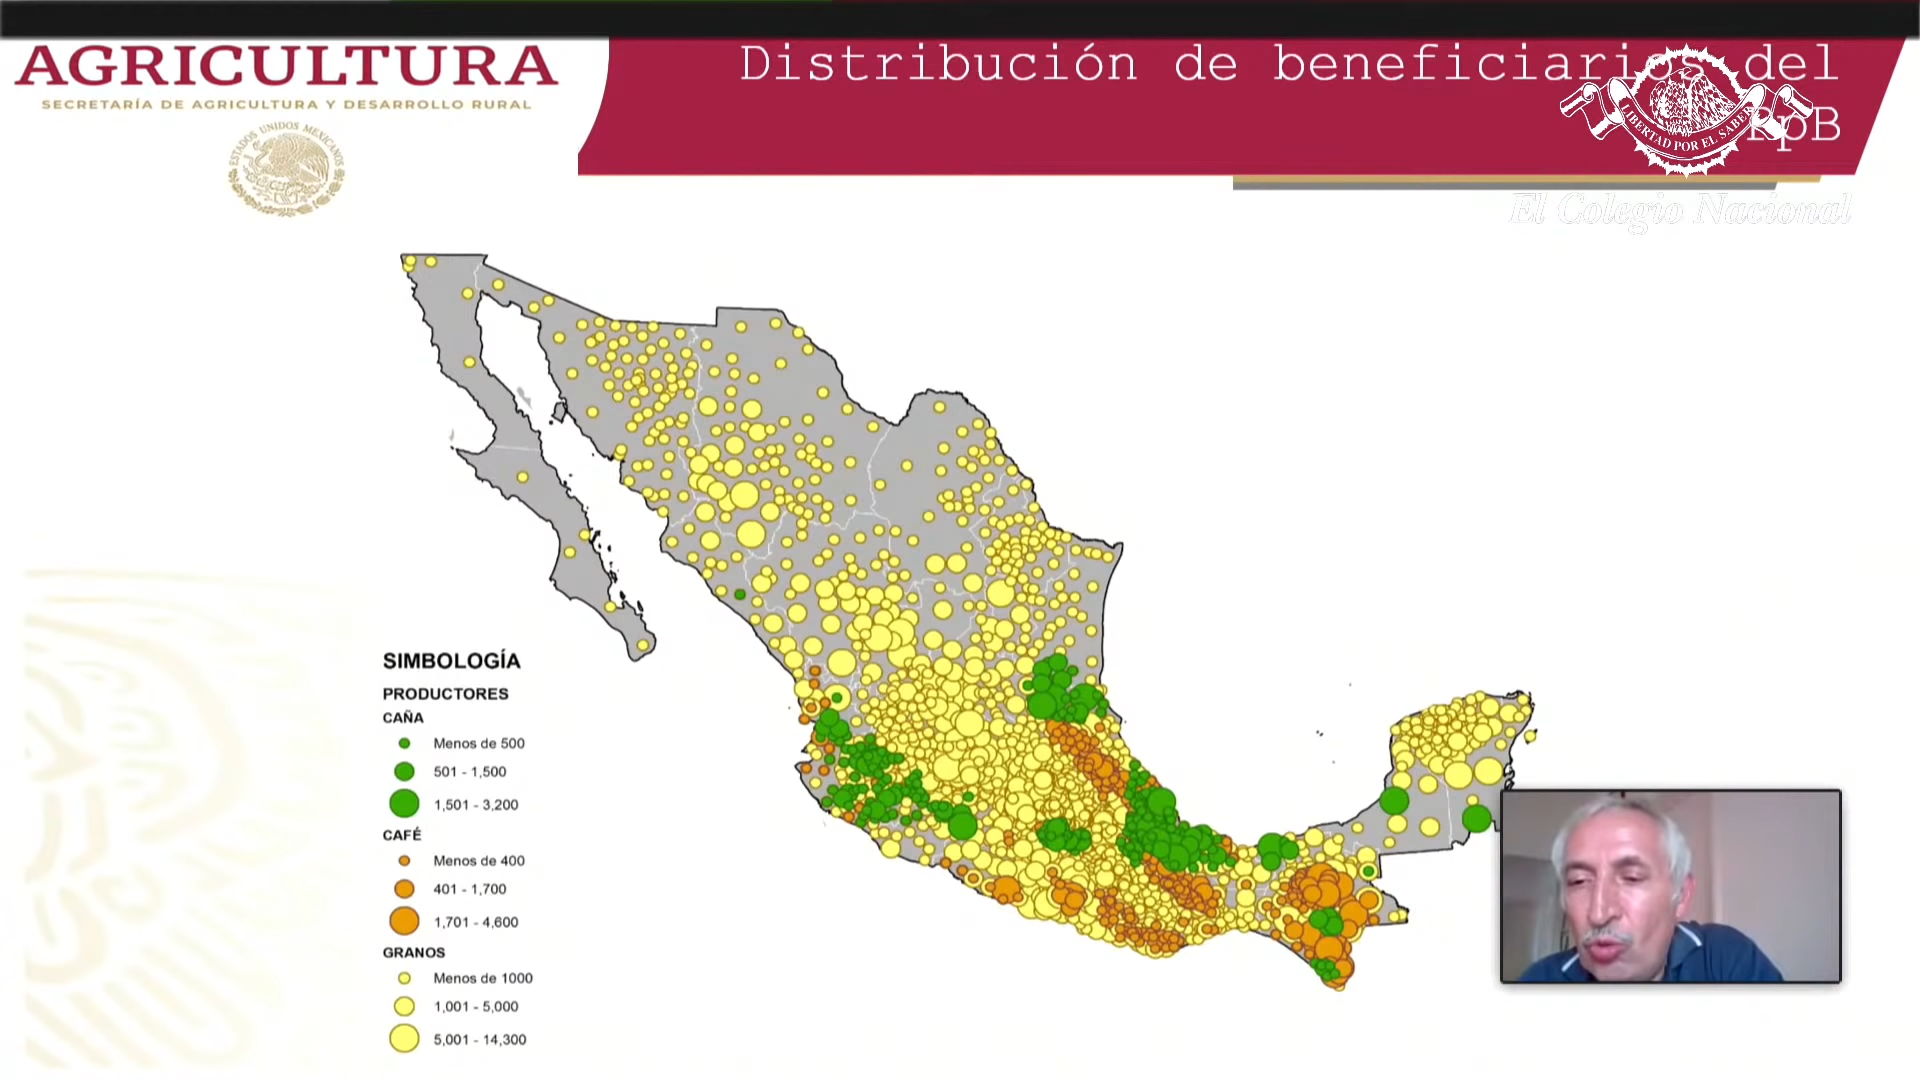 AGRICULTURA
SECRETARÍA DE AGRICULTURA Y DESARROLLO RURAL
ESTADOS UNIDOS MEXICANOS
Distribución de beneficiarios del
RpB
LIBERTAD POR EL SABER
El Colegio Nacional
SIMBOLOGÍA
PRODUCTORES
CAÑA
Menos de 500
501 - 1,500
1,501 - 3,200
CAFÉ
Menos de 400
401 - 1,700
1,701 - 4,600
GRANOS
Menos de 1000
1,001 - 5,000
5,001 - 14,300